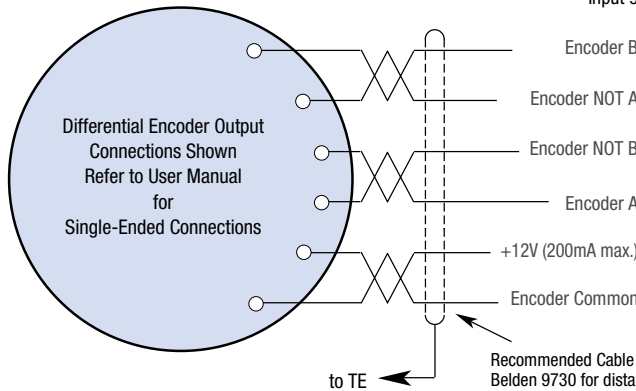 Input
Encoder B
Encoder NOT A
Differential Encoder Output
Connections Shown
Refer to User Manual
for
Single-Ended Connections
Encoder NOT B
Encoder A
+12V (200mA max.)
Encoder Common
Recommended Cable
Belden 9730 for
to TE